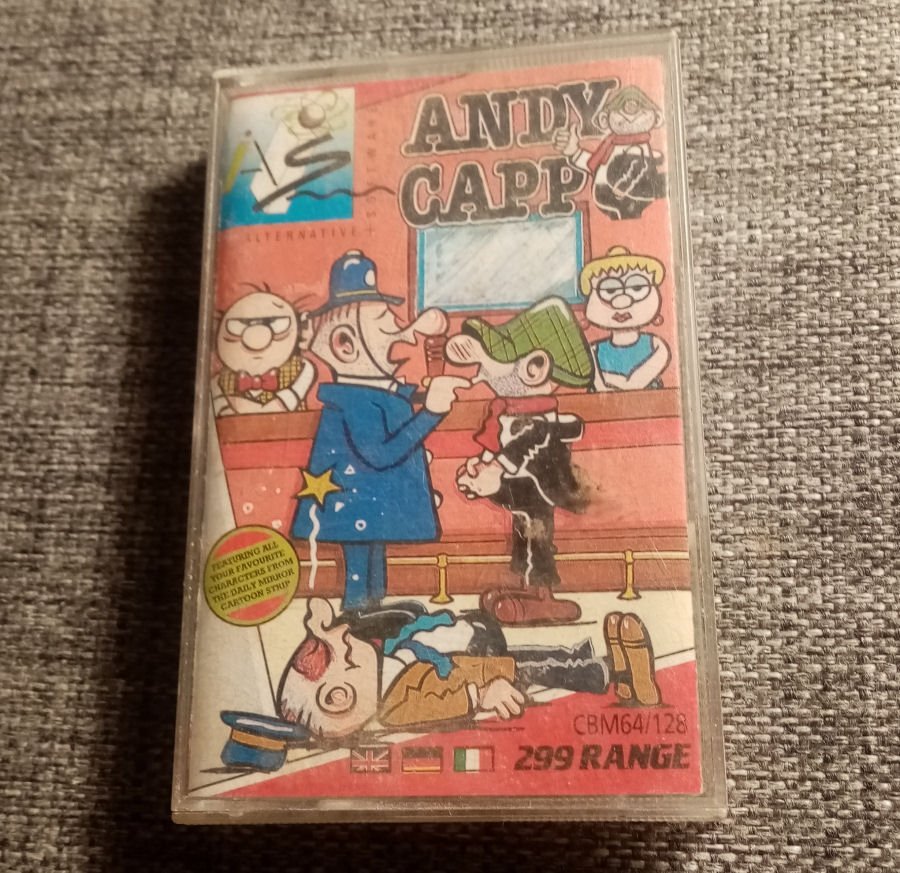 ANDY
CAPP
AS
ALTERNATIVE
SOFTWARE
FEATURING ALL
YOUR FAVOURITE
CHARACTERS FROM
THE DAILY MIRROR
CARTOON STRIP
CBM64/128
299 RANGE